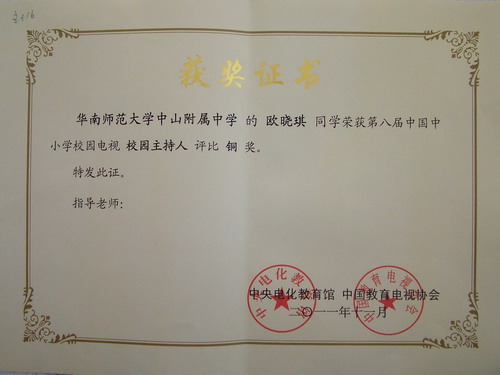 获奖证书
华南师范大学中山附属中学 的 欧晓琪 同学荣获第八届中国中
小学校园电视 校园主持人 评比 铜 奖。
特发此证。
指导老师：
中央电化教育馆 中国教育电视协会
二〇一一年十一月